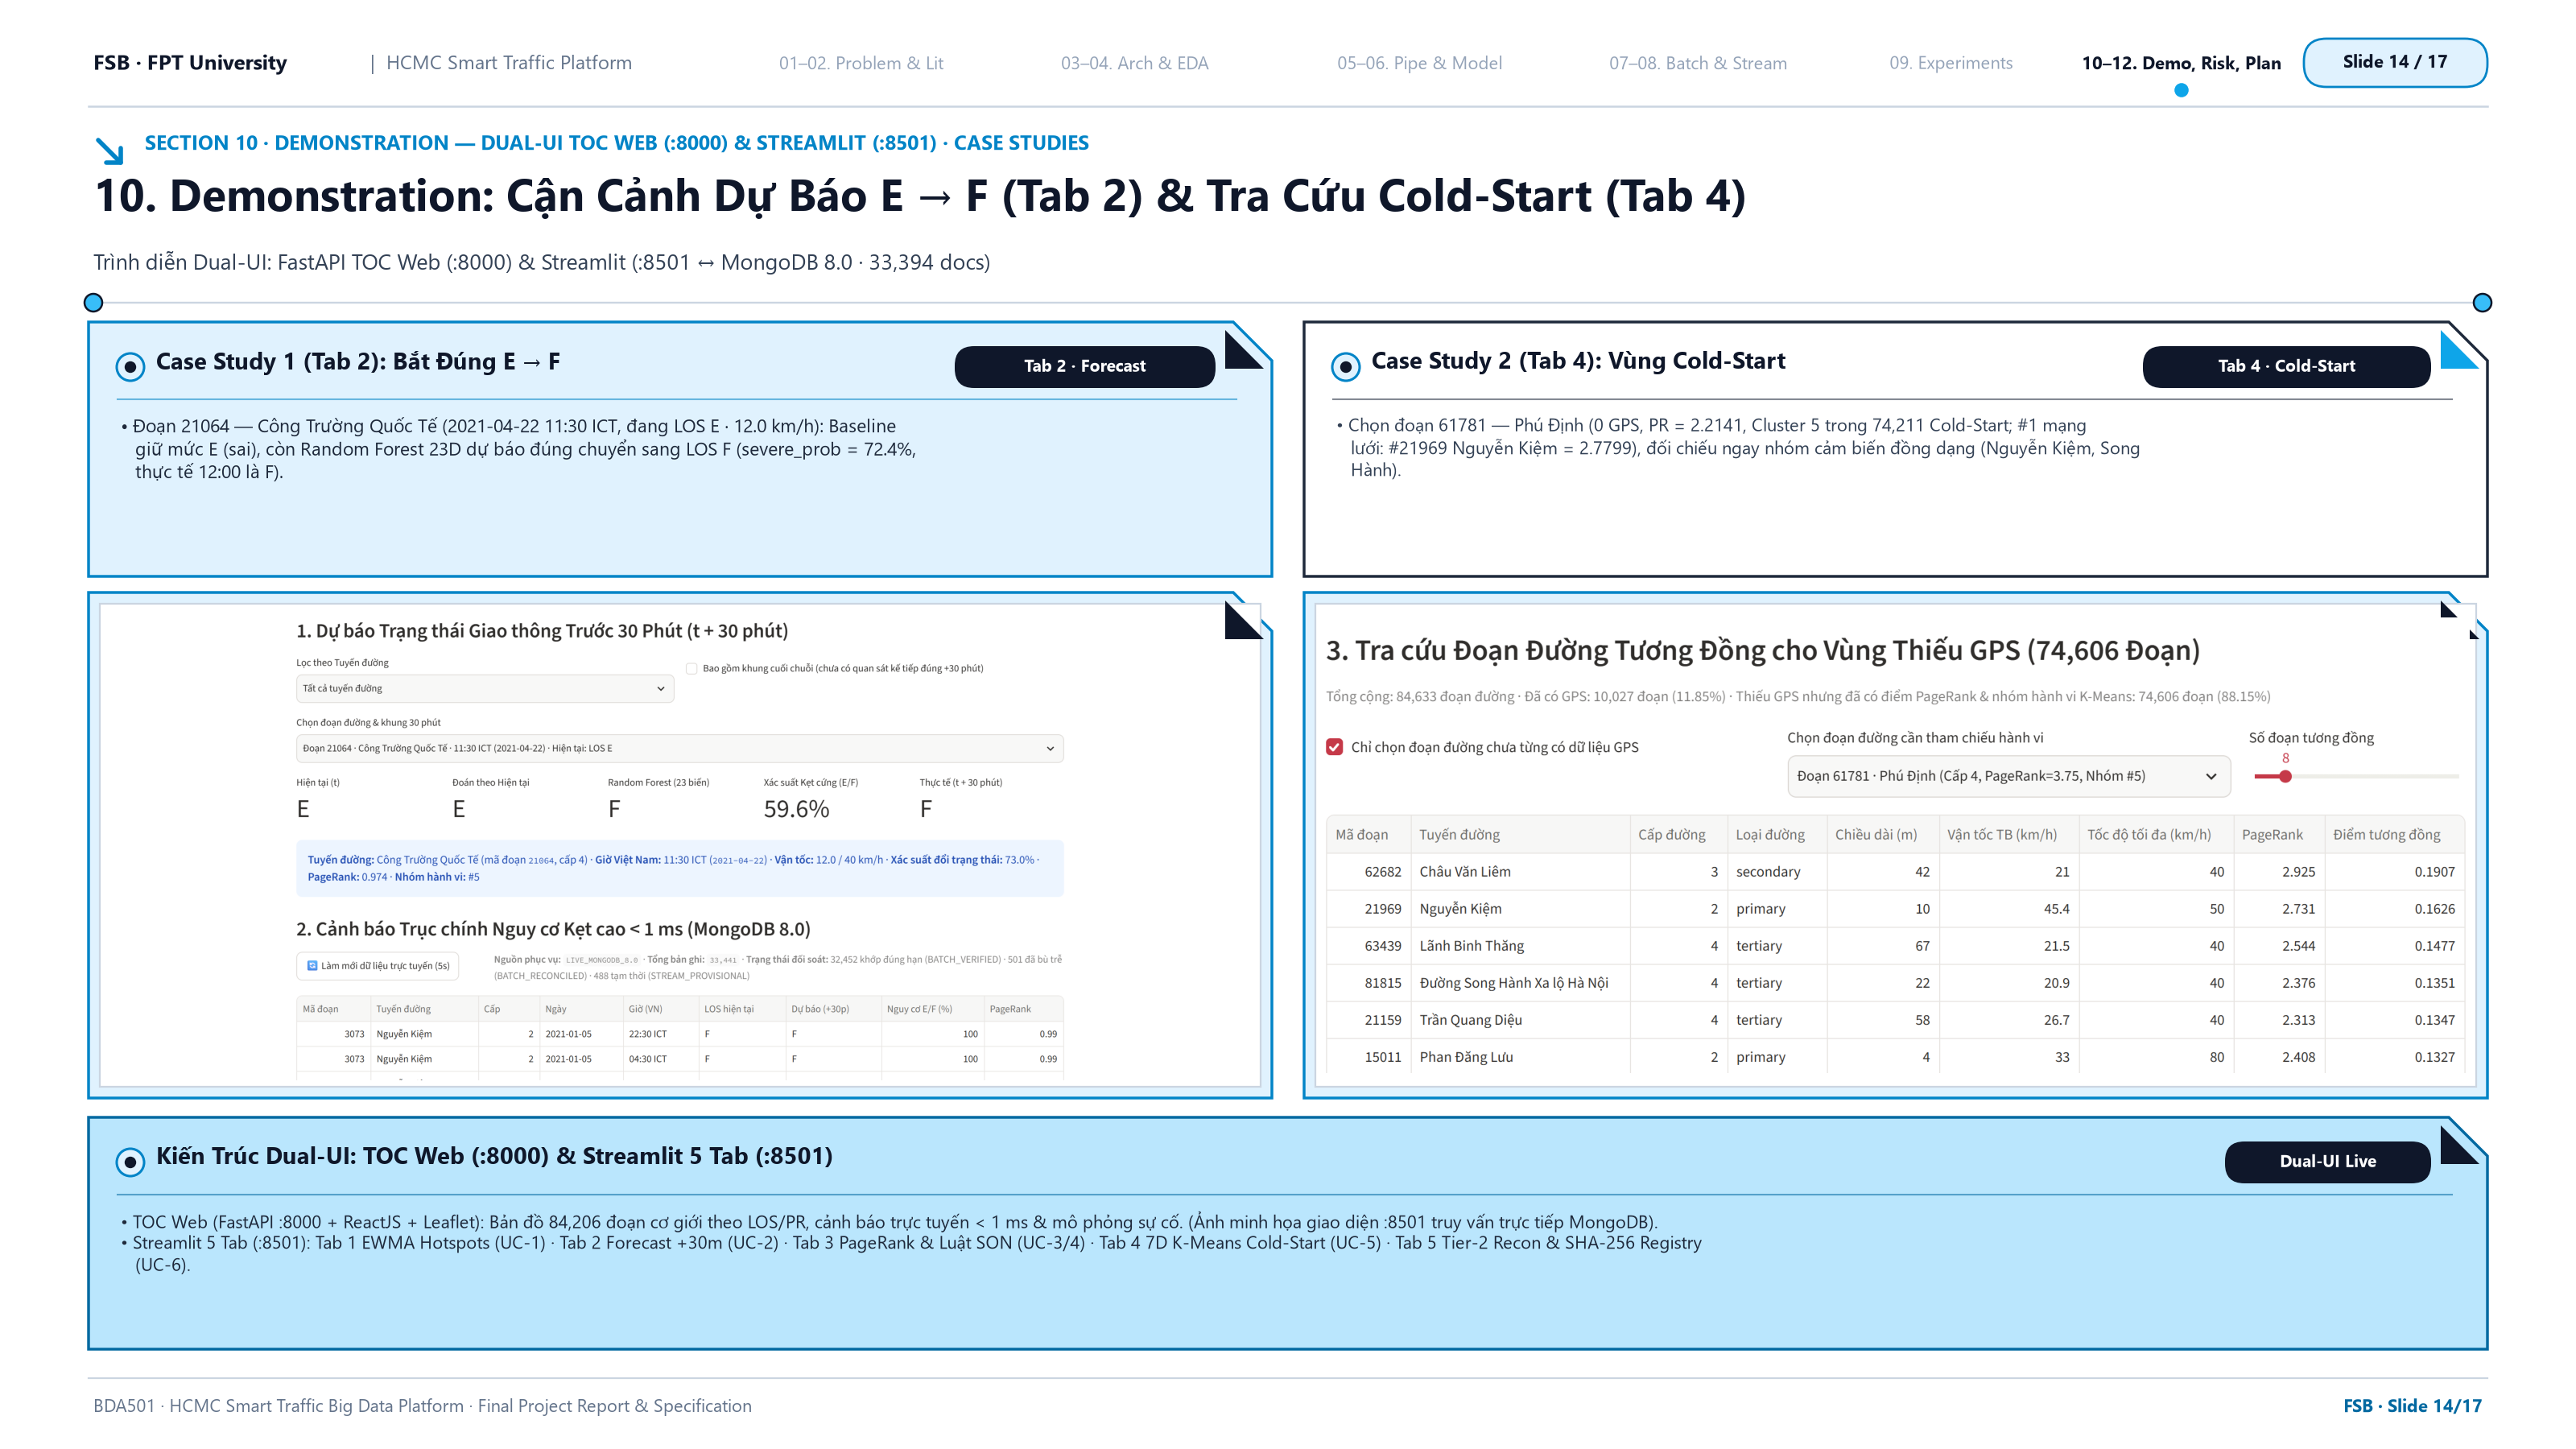 FSB · FPT University | HCMC Smart Traffic Platform 01–02. Problem & Lit 03–04. Arch & EDA 05–06. Pipe & Model 07–08. Batch & Stream 09. Experiments 10–12. Demo, Risk, Plan Slide 14 / 17
SECTION 10 · DEMONSTRATION — DUAL-UI TOC WEB (:8000) & STREAMLIT (:8501) · CASE STUDIES
10. Demonstration: Cận Cảnh Dự Báo E → F (Tab 2) & Tra Cứu Cold-Start (Tab 4)
Trình diễn Dual-UI: FastAPI TOC Web (:8000) & Streamlit (:8501 ↔ MongoDB 8.0 · 33,394 docs)
Case Study 1 (Tab 2): Bắt Đúng E → F
Tab 2 · Forecast
• Đoạn 21064 — Công Trường Quốc Tế (2021-04-22 11:30 ICT, đang LOS E · 12.0 km/h): Baseline
giữ mức E (sai), còn Random Forest 23D dự báo đúng chuyển sang LOS F (severe_prob = 72.4%,
thực tế 12:00 là F).
Case Study 2 (Tab 4): Vùng Cold-Start
Tab 4 · Cold-Start
• Chọn đoạn 61781 — Phú Định (0 GPS, PR = 2.2141, Cluster 5 trong 74,211 Cold-Start; #1 mạng
lưới: #21969 Nguyễn Kiệm = 2.7799), đối chiếu ngay nhóm cảm biến đồng dạng (Nguyễn Kiệm, Song
Hành).
1. Dự báo Trạng thái Giao thông Trước 30 Phút (t + 30 phút)
Lọc theo Tuyến đường
Bao gồm khung cuối chuỗi (chưa có quan sát kế tiếp đúng +30 phút)
Tất cả tuyến đường
Chọn đoạn đường & khung 30 phút
Đoạn 21064 · Công Trường Quốc Tế · 11:30 ICT (2021-04-22) · Hiện tại: LOS E
Hiện tại (t) Đoán theo Hiện tại Random Forest (23 biến) Xác suất Kẹt cứng (E/F) Thực tế (t + 30 phút)
E E F 59.6% F
Tuyến đường: Công Trường Quốc Tế (mã đoạn 21064, cấp 4) · Giờ Việt Nam: 11:30 ICT (2021-04-22) · Vận tốc: 12.0 / 40 km/h · Xác suất đổi trạng thái: 73.0% ·
PageRank: 0.974 · Nhóm hành vi: #5
2. Cảnh báo Trục chính Nguy cơ Kẹt cao < 1 ms (MongoDB 8.0)
Làm mới dữ liệu trực tuyến (5s)
Nguồn phục vụ: LIVE_MONGODB_8.0 · Tổng bản ghi: 33,441 · Trạng thái đối soát: 32,452 khớp đúng hạn (BATCH_VERIFIED) · 501 đã bù trễ
(BATCH_RECONCILED) · 488 tạm thời (STREAM_PROVISIONAL)
Mã đoạn Tuyến đường Cấp Ngày Giờ (VN) LOS hiện tại Dự báo (+30p) Nguy cơ E/F (%) PageRank
3073 Nguyễn Kiệm 2 2021-01-05 22:30 ICT F F 100 0.99
3073 Nguyễn Kiệm 2 2021-01-05 04:30 ICT F F 100 0.99
3. Tra cứu Đoạn Đường Tương Đồng cho Vùng Thiếu GPS (74,606 Đoạn)
Tổng cộng: 84,633 đoạn đường · Đã có GPS: 10,027 đoạn (11.85%) · Thiếu GPS nhưng đã có điểm PageRank & nhóm hành vi K-Means: 74,606 đoạn (88.15%)
Chỉ chọn đoạn đường chưa từng có dữ liệu GPS
Chọn đoạn đường cần tham chiếu hành vi
Đoạn 61781 · Phú Định (Cấp 4, PageRank=3.75, Nhóm #5)
Số đoạn tương đồng
8
Mã đoạn Tuyến đường Cấp đường Loại đường Chiều dài (m) Vận tốc TB (km/h) Tốc độ tối đa (km/h) PageRank Điểm tương đồng
62682 Châu Văn Liêm 3 secondary 42 21 40 2.925 0.1907
21969 Nguyễn Kiệm 2 primary 10 45.4 50 2.731 0.1626
63439 Lãnh Binh Thăng 4 tertiary 67 21.5 40 2.544 0.1477
81815 Đường Song Hành Xa lộ Hà Nội 4 tertiary 22 20.9 40 2.376 0.1351
21159 Trần Quang Diệu 4 tertiary 58 26.7 40 2.313 0.1347
15011 Phan Đăng Lưu 2 primary 4 33 80 2.408 0.1327
Kiến Trúc Dual-UI: TOC Web (:8000) & Streamlit 5 Tab (:8501)
Dual-UI Live
• TOC Web (FastAPI :8000 + ReactJS + Leaflet): Bản đồ 84,206 đoạn cơ giới theo LOS/PR, cảnh báo trực tuyến < 1 ms & mô phỏng sự cố. (Ảnh minh họa giao diện :8501 truy vấn trực tiếp MongoDB).
• Streamlit 5 Tab (:8501): Tab 1 EWMA Hotspots (UC-1) · Tab 2 Forecast +30m (UC-2) · Tab 3 PageRank & Luật SON (UC-3/4) · Tab 4 7D K-Means Cold-Start (UC-5) · Tab 5 Tier-2 Recon & SHA-256 Registry
(UC-6).
BDA501 · HCMC Smart Traffic Big Data Platform · Final Project Report & Specification
FSB · Slide 14/17